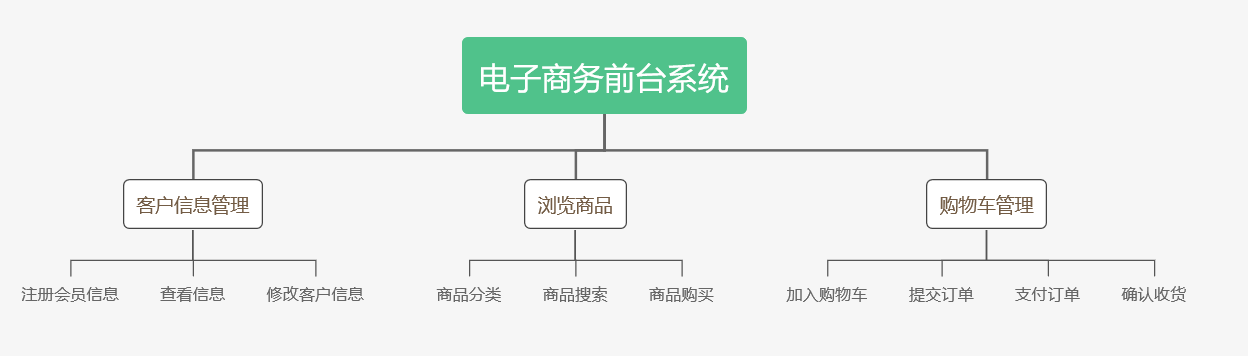 电子商务前台系统
客户信息管理
浏览商品
购物车管理
注册会员信息
查看信息
修改客户信息
商品分类
商品搜索
商品购买
加入购物车
提交订单
支付订单
确认收货